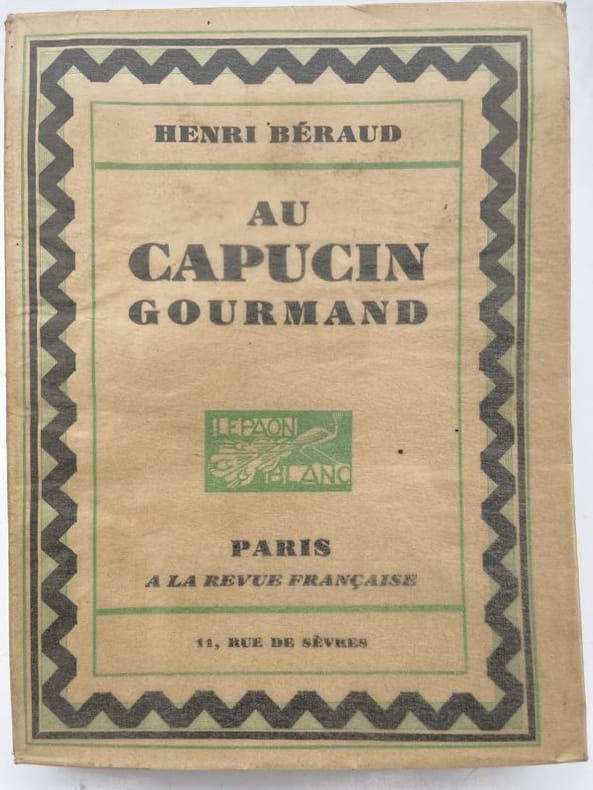 HENRI BÉRAUD
AU
CAPUCIN
GOURMAND
LE PAON
BLANC
PARIS
A LA REVUE FRANÇAISE
11, RUE DE SÈVRES